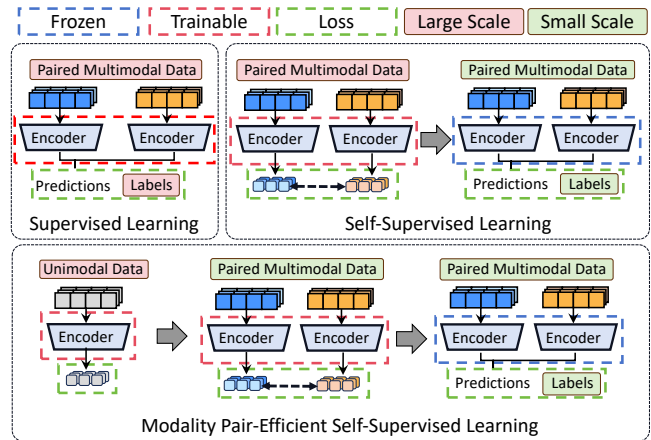 Frozen
Trainable
Loss
Large Scale
Small Scale
Paired Multimodal Data
Encoder
Encoder
Predictions
Labels
Supervised Learning
Paired Multimodal Data
Paired Multimodal Data
Encoder
Encoder
Encoder
Encoder
Predictions
Labels
Self-Supervised Learning
Unimodal Data
Paired Multimodal Data
Paired Multimodal Data
Encoder
Encoder
Encoder
Encoder
Encoder
Predictions
Labels
Modality Pair-Efficient Self-Supervised Learning